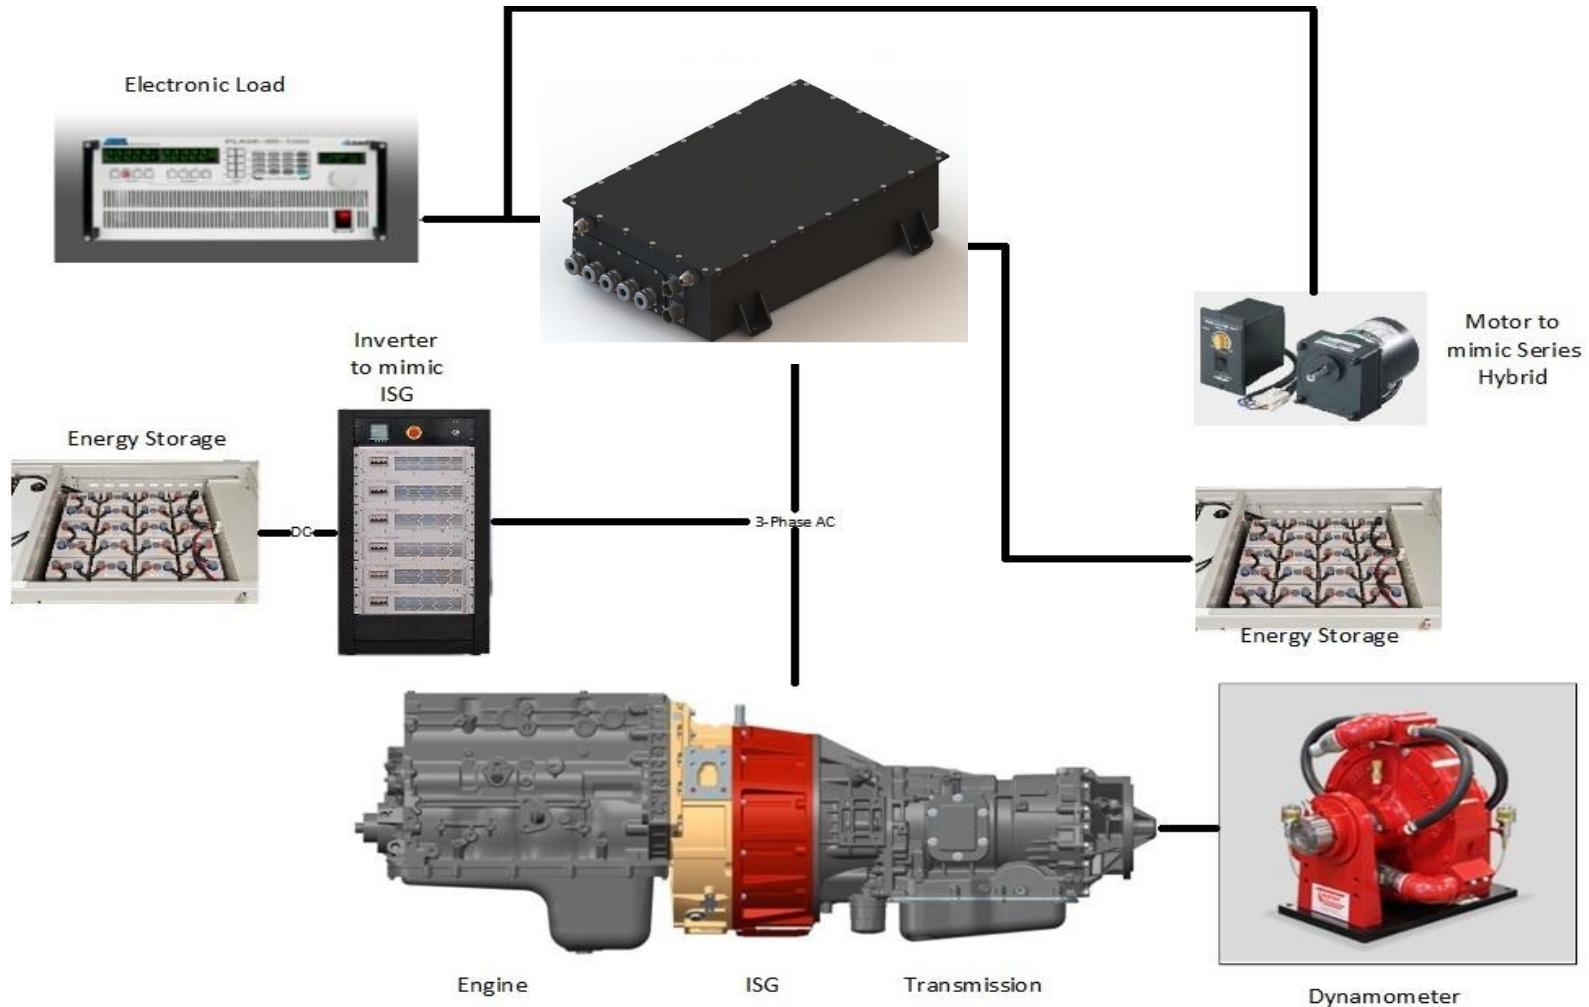 Electronic Load
Inverter
to mimic
ISG
Motor to
mimic Series
Hybrid
Energy Storage
DC
3-Phase AC
Energy Storage
Engine
ISG
Transmission
Dynamometer